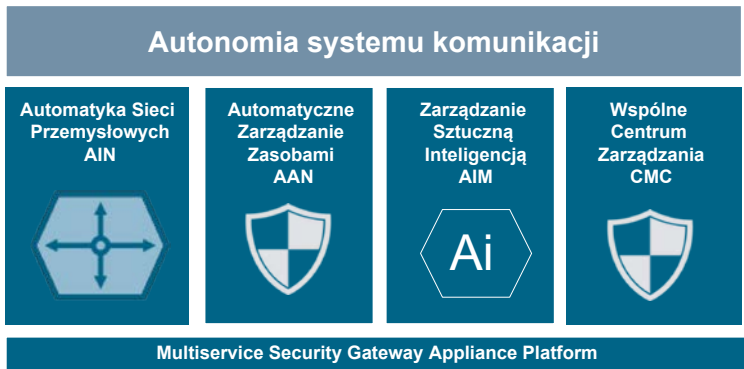 Autonomia systemu komunikacji
Automatyka Sieci
Przemysłowych
AIN
Automatyczne
Zarządzanie
Zasobami
AAN
Zarządzanie
Sztuczną
Inteligencją
AIM
Ai
Wspólne
Centrum
Zarządzania
CMC
Multiservice Security Gateway Appliance Platform